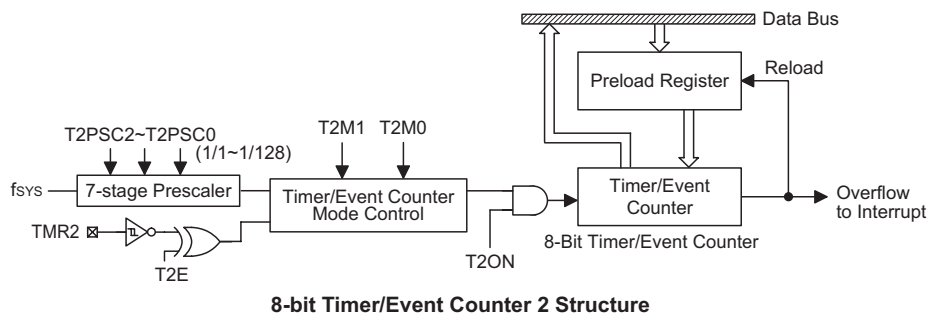 Data Bus
Preload Register
Reload
T2PSC2~T2PSC0
(1/1~1/128)
T2M1
T2M0
fSYS
7-stage Prescaler
Timer/Event Counter
Mode Control
Timer/Event
Counter
Overflow
to Interrupt
TMR2
T2E
T2ON
8-Bit Timer/Event Counter
8-bit Timer/Event Counter 2 Structure